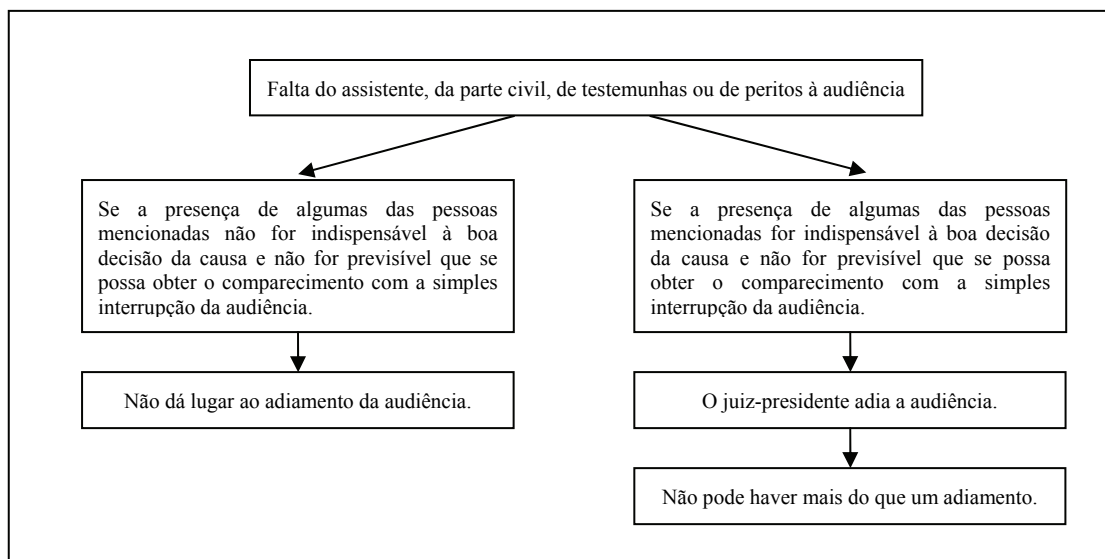 Falta do assistente, da parte civil, de testemunhas ou de peritos à audiência
Se a presença de algumas das pessoas
mencionadas não for indispensável à boa
decisão da causa e não for previsível que se
possa obter o comparecimento com a simples
interrupção da audiência.
Não dá lugar ao adiamento da audiência.
Se a presença de algumas das pessoas
mencionadas for indispensável à boa decisão
da causa e não for previsível que se possa
obter o comparecimento com a simples
interrupção da audiência.
O juiz-presidente adia a audiência.
Não pode haver mais do que um adiamento.